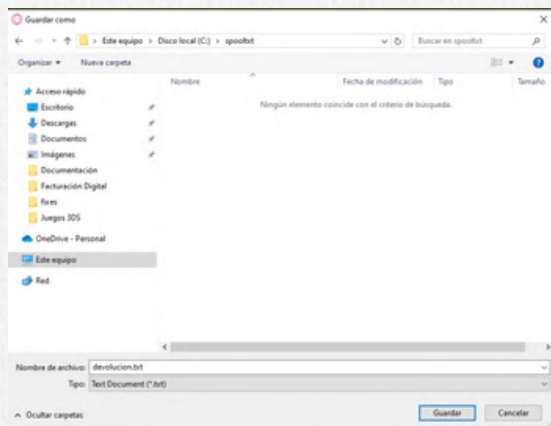 Guardar como
Este equipo > Disco local (C:) > spooltxt
Buscar en spooltxt
Organizar
Nueva carpeta
Nombre
Fecha de modificación
Tipo
Tamaño
Ningún elemento coincide con el criterio de búsqueda.
Acceso rápido
Escritorio
Descargas
Documentos
Imágenes
Documentación
Facturación Digital
fixes
Juegos 3DS
OneDrive - Personal
Este equipo
Red
Nombre de archivo: devolucion.txt
Tipo: Text Document (*.txt)
Ocultar carpetas
Guardar
Cancelar